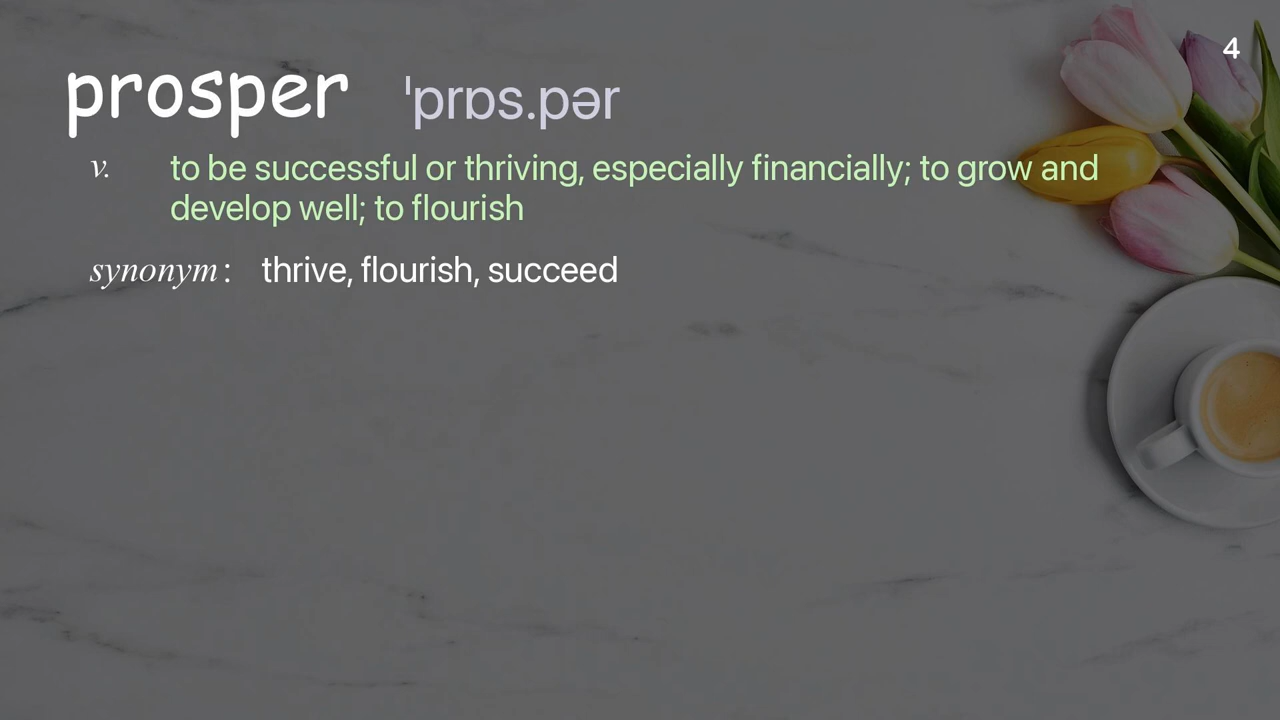 4
prosper ˈprɒs.pər
v. to be successful or thriving, especially financially; to grow and
develop well; to flourish
synonym : thrive, flourish, succeed